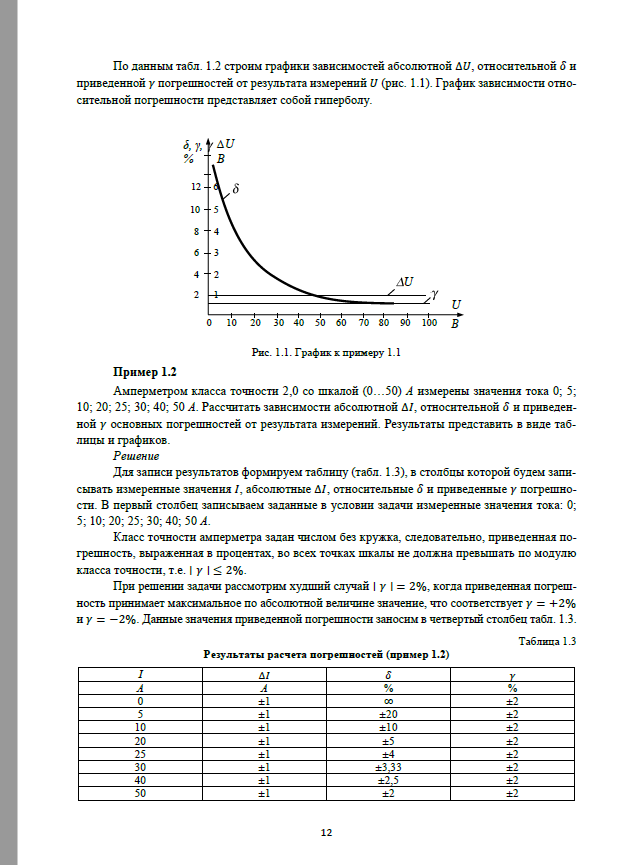 По данным табл. 1.2 строим графики зависимостей абсолютной ΔU, относительной δ и
приведенной γ погрешностей от результата измерений U (рис. 1.1). График зависимости отно-
сительной погрешности представляет собой гиперболу.
δ, γ, γ ΔU
% В
12 6 δ
10 5
8 4
6 3
4 2
ΔU
2 1
γ
U
0 10 20 30 40 50 60 70 80 90 100 В
Рис. 1.1. График к примеру 1.1
Пример 1.2
Амперметром класса точности 2,0 со шкалой (0…50) А измерены значения тока 0; 5;
10; 20; 25; 30; 40; 50 А. Рассчитать зависимости абсолютной ΔI, относительной δ и приведен-
ной γ основных погрешностей от результата измерений. Результаты представить в виде таб-
лицы и графиков.
Решение
Для записи результатов формируем таблицу (табл. 1.3), в столбцы которой будем запи-
сывать измеренные значения I, абсолютные ΔI, относительные δ и приведенные γ погрешно-
сти. В первый столбец записываем заданные в условии задачи измеренные значения тока: 0;
5; 10; 20; 25; 30; 40; 50 А.
Класс точности амперметра задан числом без кружка, следовательно, приведенная по-
грешность, выраженная в процентах, во всех точках шкалы не должна превышать по модулю
класса точности, т.е. | γ | ≤ 2%.
При решении задачи рассмотрим худший случай | γ | = 2%, когда приведенная погреш-
ность принимает максимальное по абсолютной величине значение, что соответствует γ = +2%
и γ = −2%. Данные значения приведенной погрешности заносим в четвертый столбец табл. 1.3.
Таблица 1.3
Результаты расчета погрешностей (пример 1.2)
I ΔI δ γ
А А % %
0 ±1 ∞ ±2
5 ±1 ±20 ±2
10 ±1 ±10 ±2
20 ±1 ±5 ±2
25 ±1 ±4 ±2
30 ±1 ±3,33 ±2
40 ±1 ±2,5 ±2
50 ±1 ±2 ±2
12